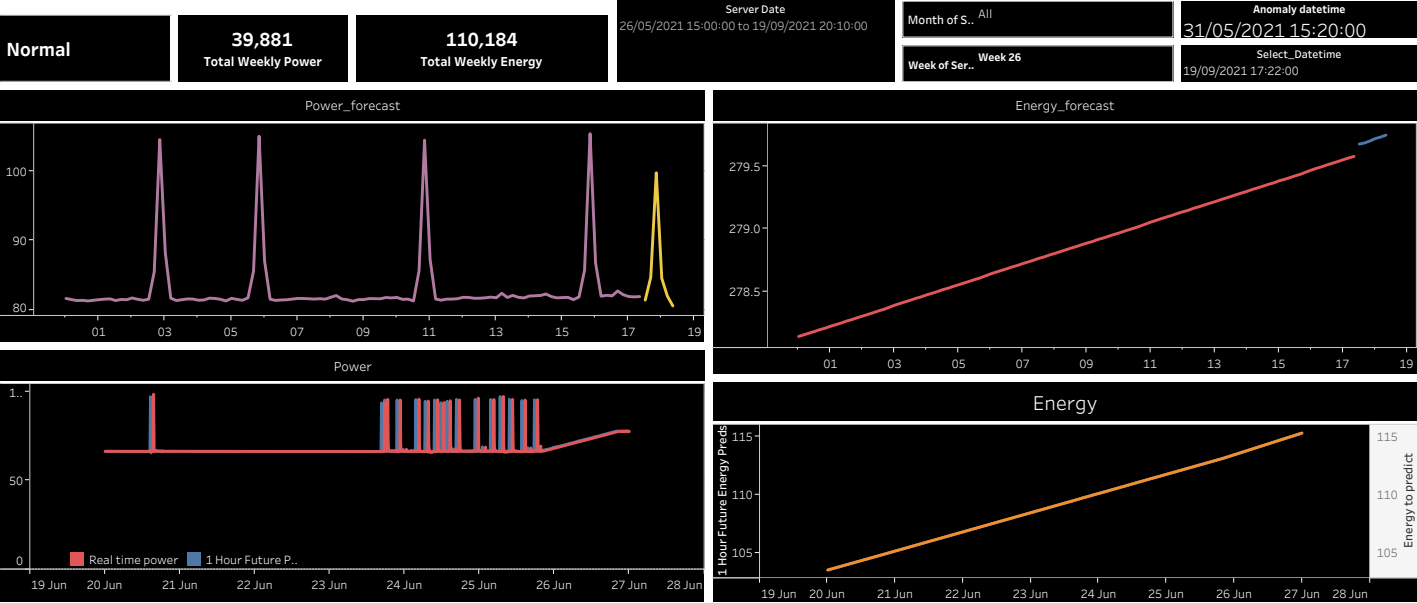 Normal
39,881
Total Weekly Power
110,184
Total Weekly Energy
Server Date
26/05/2021 15:00:00 to 19/09/2021 20:10:00
Month of S.. All
Week of Ser.. Week 26
Anomaly datetime
31/05/2021 15:20:00
Select_Datetime
19/09/2021 17:22:00
Power_forecast
100
90
80
01 03 05 07 09 11 13 15 17 19
Energy_forecast
279.5
279.0
278.5
01 03 05 07 09 11 13 15 17 19
Power
1..
50
0
Real time power 1 Hour Future P..
19 Jun 20 Jun 21 Jun 22 Jun 23 Jun 24 Jun 25 Jun 26 Jun 27 Jun 28 Jun
Energy
1 Hour Future Energy Preds
115
110
105
115
110
105
Energy to predict
19 Jun 20 Jun 21 Jun 22 Jun 23 Jun 24 Jun 25 Jun 26 Jun 27 Jun 28 Jun